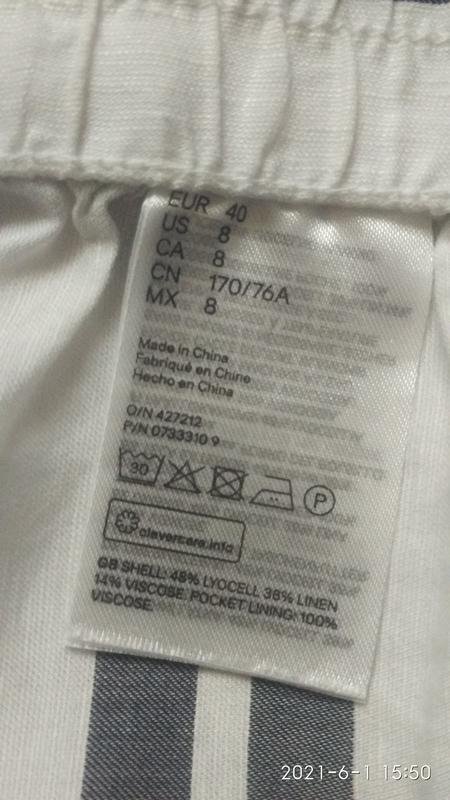 EUR 40
US 8
CA 8
CN 170/76A
MX 8
Made in China
Fabriqué en Chine
Hecho en China
O/N 427212
P/N 0733310 9
30
P
clevercare.info
GB SHELL: 48% LYOCELL 38% LINEN
14% VISCOSE. POCKET LINING: 100%
VISCOSE
2021-6-1 15:50